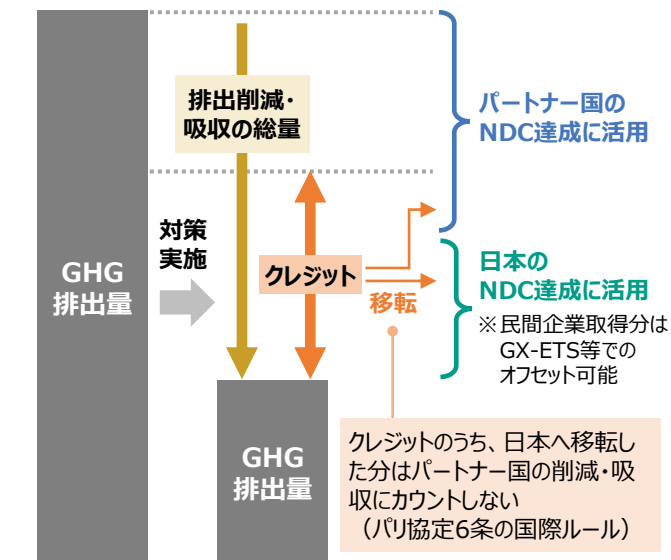 排出削減・
吸収の総量
パートナー国の
NDC達成に活用
GHG
排出量
対策
実施
クレジット
移転
日本の
NDC達成に活用
※民間企業取得分は
GX-ETS等での
オフセット可能
GHG
排出量
クレジットのうち、日本へ移転し
た分はパートナー国の削減・吸
収にカウントしない
（パリ協定6条の国際ルール）